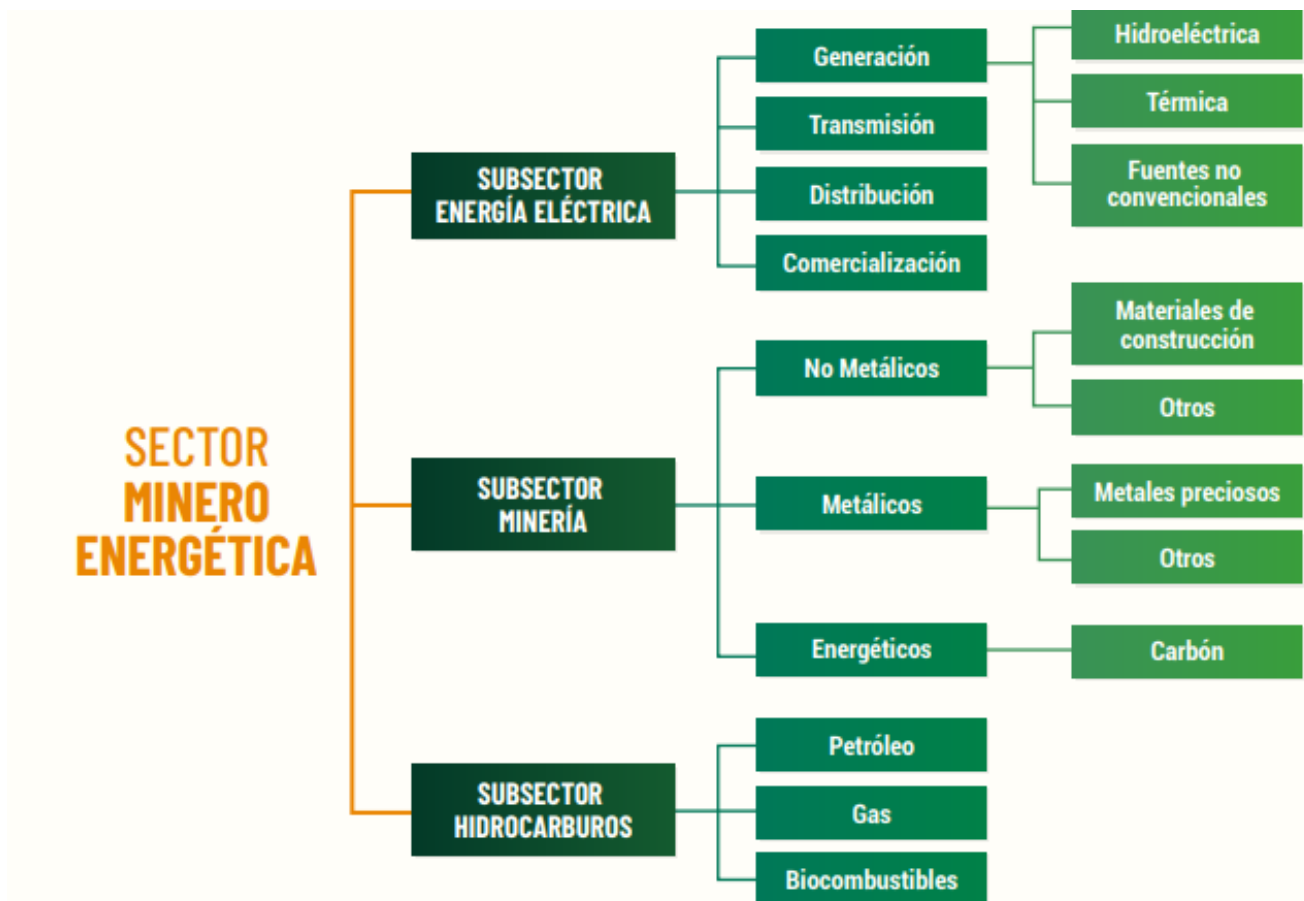 SECTOR
MINERO
ENERGÉTICA
SUBSECTOR
ENERGÍA ELÉCTRICA
Generación
Hidroeléctrica
Térmica
Fuentes no
convencionales
Transmisión
Distribución
Comercialización
SUBSECTOR
MINERÍA
No Metálicos
Materiales de
construcción
Otros
Metálicos
Metales preciosos
Otros
Energéticos
Carbón
SUBSECTOR
HIDROCARBUROS
Petróleo
Gas
Biocombustibles